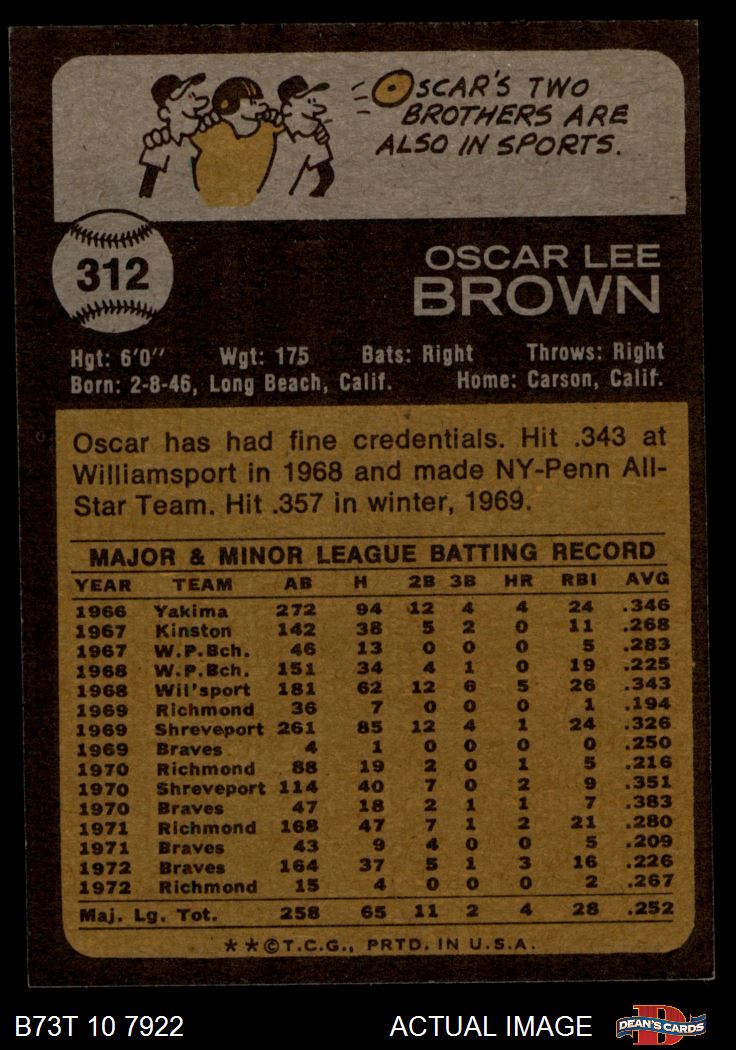 OSCAR'S TWO
BROTHERS ARE
ALSO IN SPORTS.
312
OSCAR LEE
BROWN
Hgt: 6'0" Wgt: 175 Bats: Right Throws: Right
Born: 2-8-46, Long Beach, Calif. Home: Carson, Calif.
Oscar has had fine credentials. Hit .343 at
Williamsport in 1968 and made NY-Penn All-
Star Team. Hit .357 in winter, 1969.
MAJOR & MINOR LEAGUE BATTING RECORD
YEAR TEAM AB H 2B 3B HR RBI AVG
1966 Yakima 272 94 12 4 4 24 .346
1967 Kinston 142 38 5 2 0 11 .268
1967 W.P.Bch. 46 13 0 0 0 5 .283
1968 W.P.Bch. 151 34 4 1 0 19 .225
1968 Wil'sport 181 62 12 6 5 26 .343
1969 Richmond 36 7 0 0 0 1 .194
1969 Shreveport 261 85 12 4 1 24 .326
1969 Braves 4 1 0 0 0 0 .250
1970 Richmond 88 19 2 0 1 5 .216
1970 Shreveport 114 40 7 0 2 9 .351
1970 Braves 47 18 2 1 1 7 .383
1971 Richmond 168 47 7 1 2 21 .280
1971 Braves 43 9 4 0 0 5 .209
1972 Braves 164 37 5 1 3 16 .226
1972 Richmond 15 4 0 0 0 2 .267
Maj. Lg. Tot. 258 65 11 2 4 28 .252
**©T.C.G., PRTD. IN U.S.A.
B73T 10 7922 ACTUAL IMAGE D DEAN'S CARDS